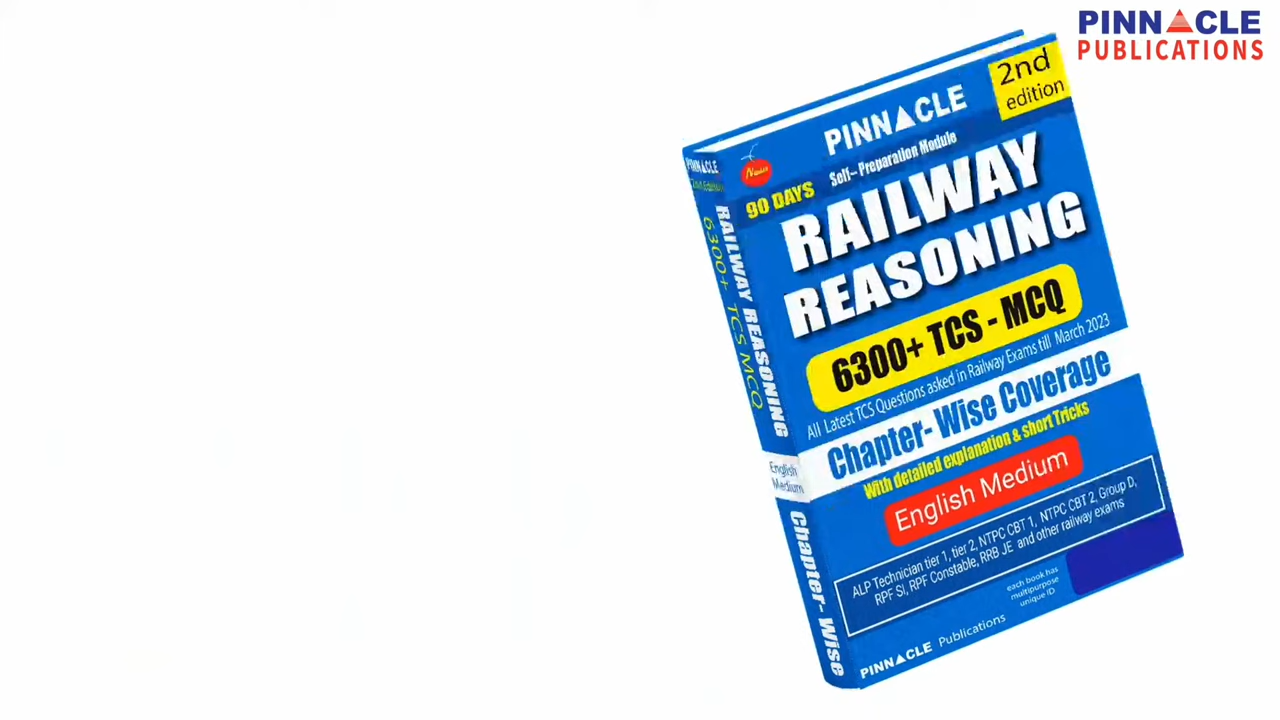 PINNACLE
PUBLICATIONS
2nd
edition
PINNACLE
Self– Preparation Module
90 DAYS
RAILWAY
REASONING
6300+ TCS - MCQ
All Latest TCS Questions asked in Railway Exams till March 2023
Chapter- Wise Coverage
With detailed explanation & short Tricks
English Medium
ALP Technician tier 1, tier 2, NTPC CBT 1, NTPC CBT 2, Group D,
RPF SI, RPF Constable, RRB JE and other railway exams
each book has
multipurpose
unique ID
PINNACLE Publications
PINNACLE
2nd Edition
RAILWAY REASONING
6300+ TCS MCQ
English
Medium
Chapter- Wise